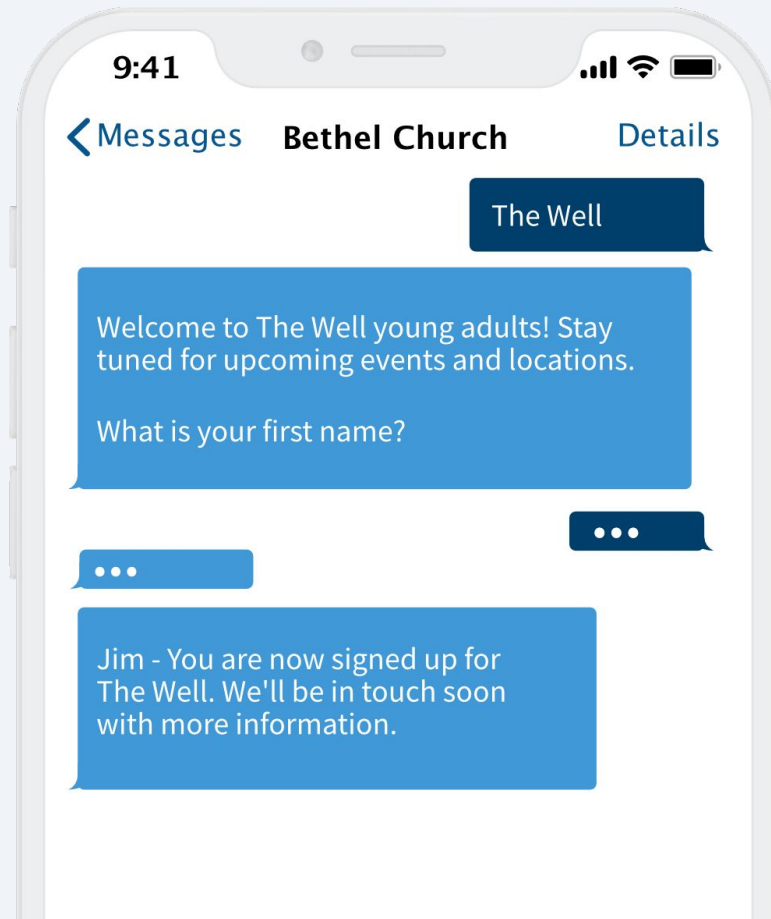 9:41
Messages Bethel Church Details
The Well
Welcome to The Well young adults! Stay
tuned for upcoming events and locations.
What is your first name?
•••
•••
Jim - You are now signed up for
The Well. We'll be in touch soon
with more information.